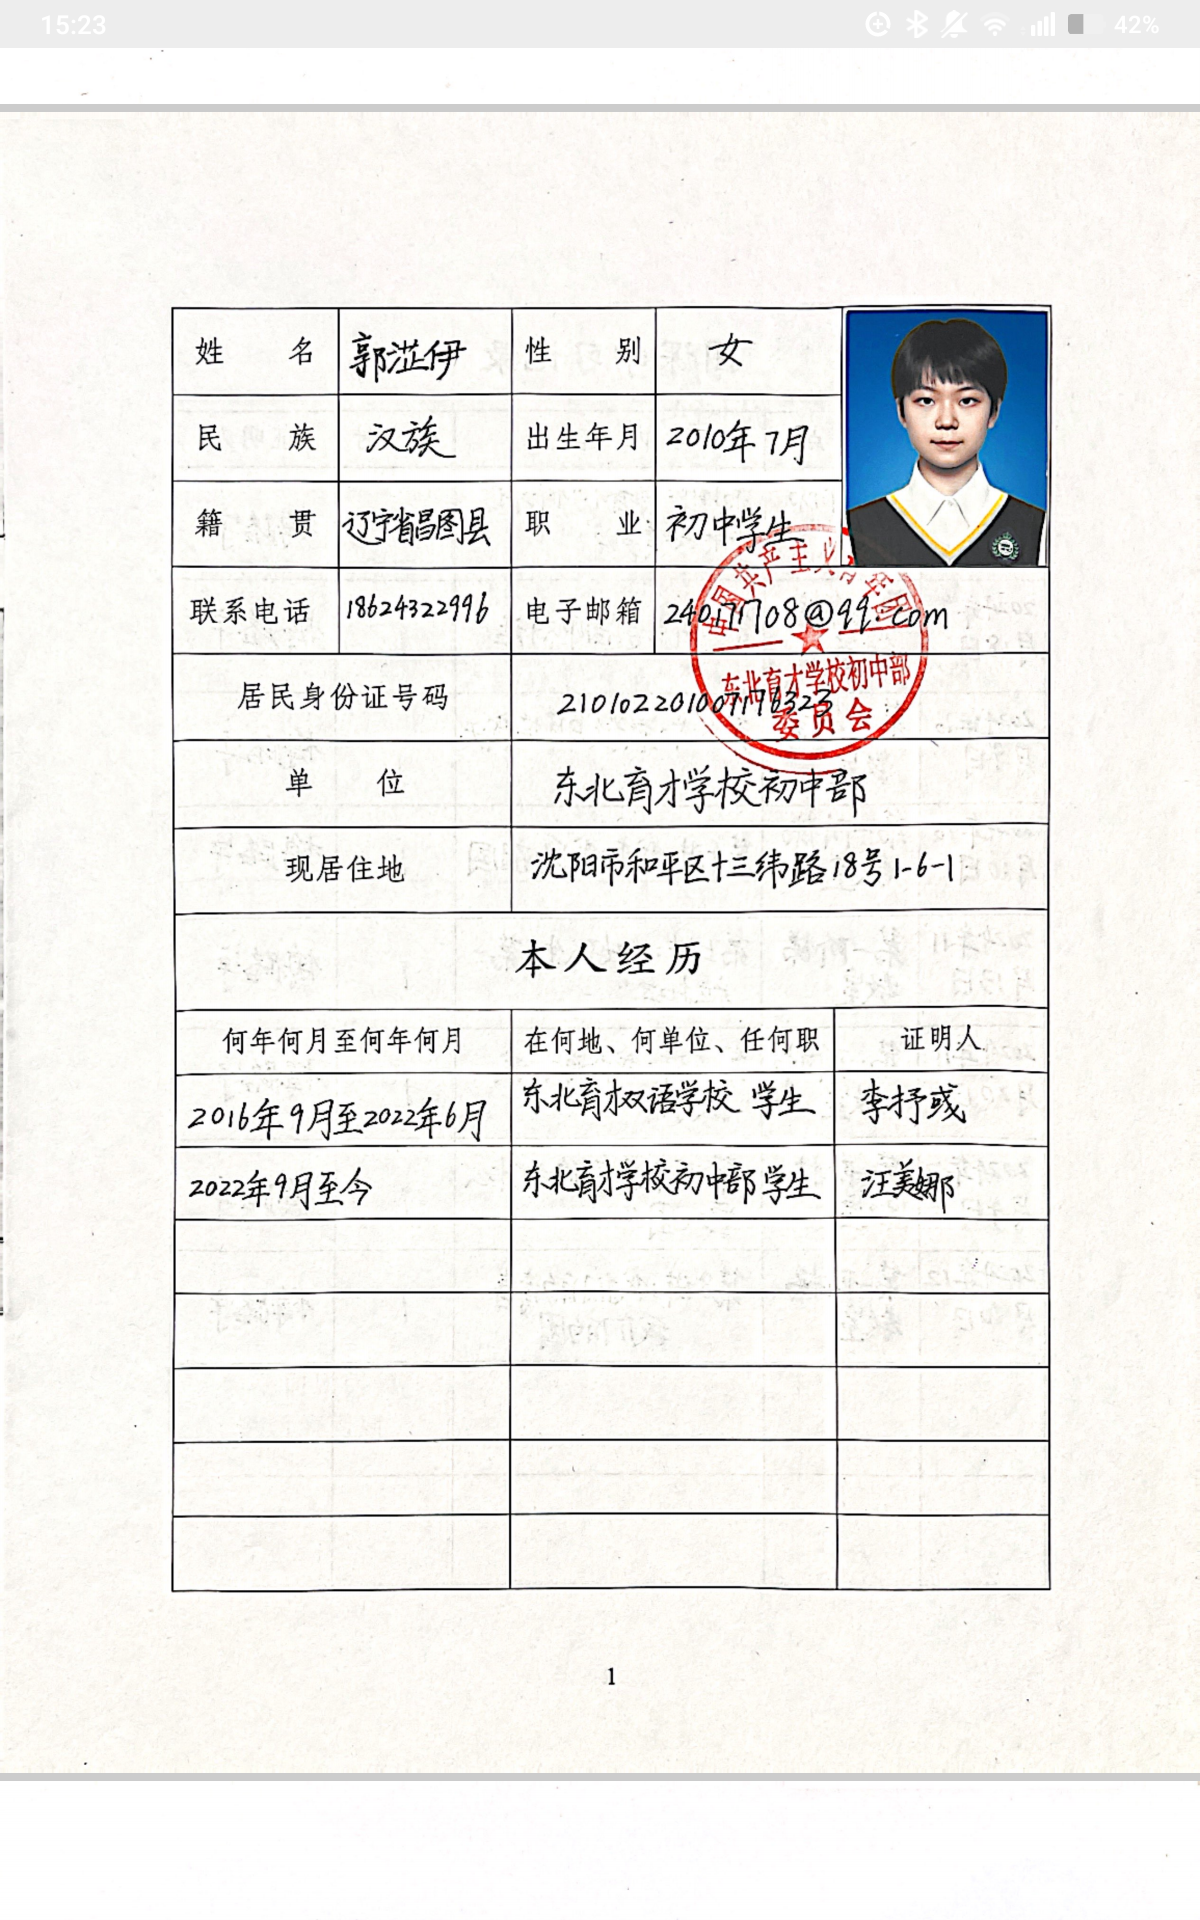 15:23 42%
姓 名 郭滋伊 性 别 女
民 族 汉族 出生年月 2010年7月
籍 贯 辽宁省昌图县 职 业 初中学生
联系电话 18624322996 电子邮箱
中国共产主义青年团
东北育才学校初中部
委员会
居民身份证号码
单 位 东北育才学校初中部
现居住地 沈阳市和平区十三纬路18号1-6-1
本人经历
何年何月至何年何月 在何地、何单位、任何职 证明人
2016年9月至2022年6月 东北育才双语学校 学生 李抒彧
2022年9月至今 东北育才学校初中部学生 汪美娜
1